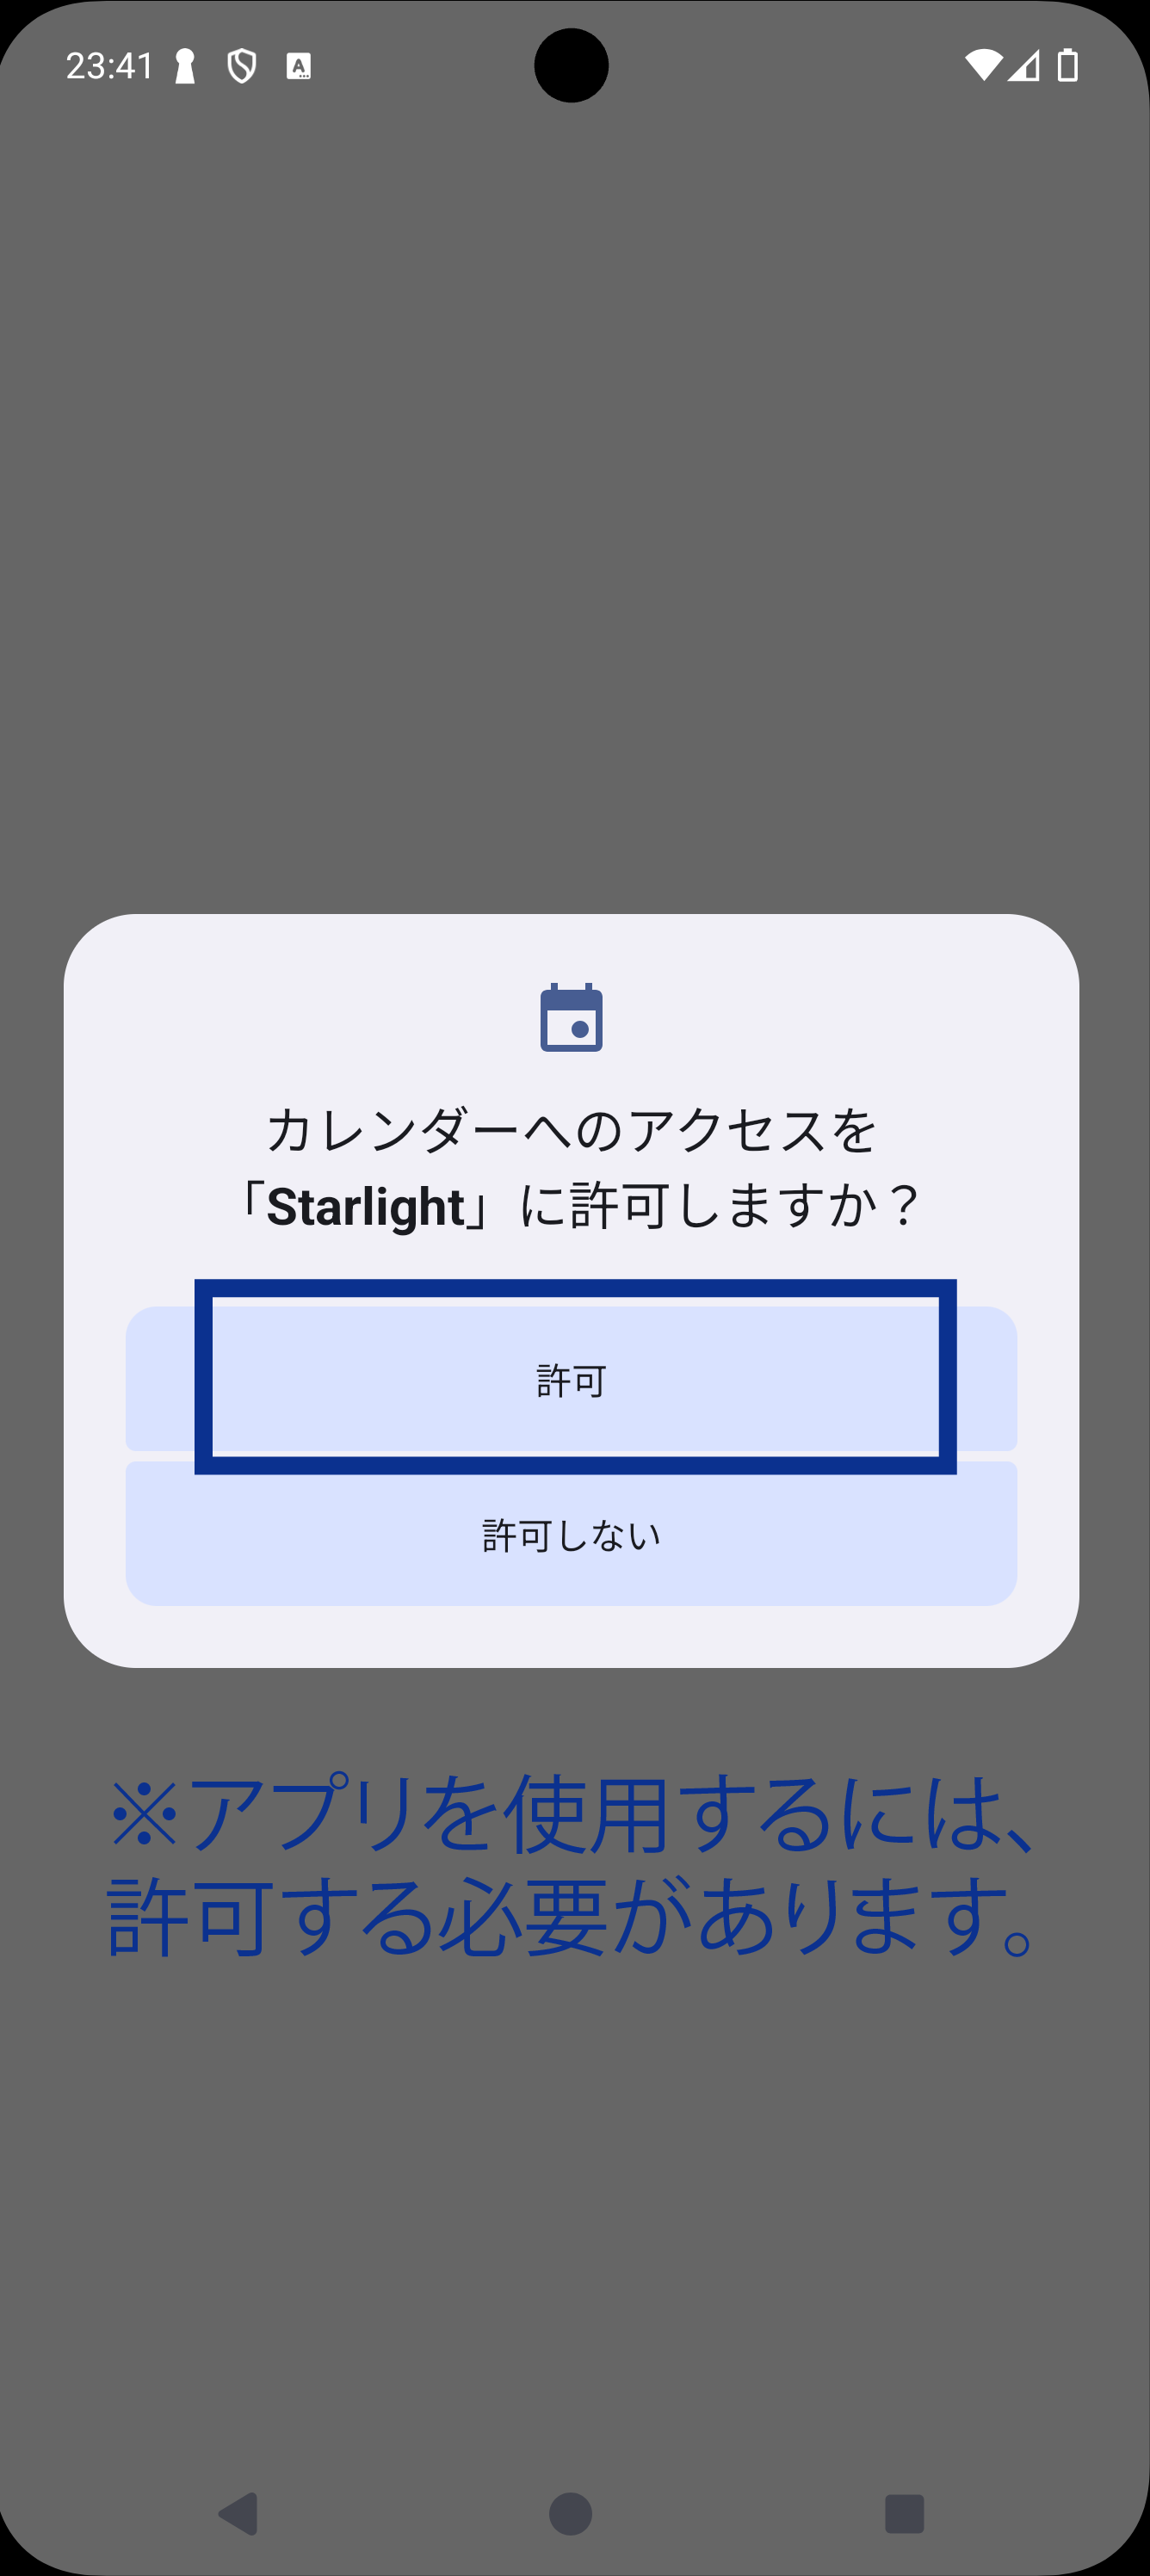 23:41
カレンダーへのアクセスを
「Starlight」に許可しますか？
許可
許可しない
※アプリを使用するには、
許可する必要があります。